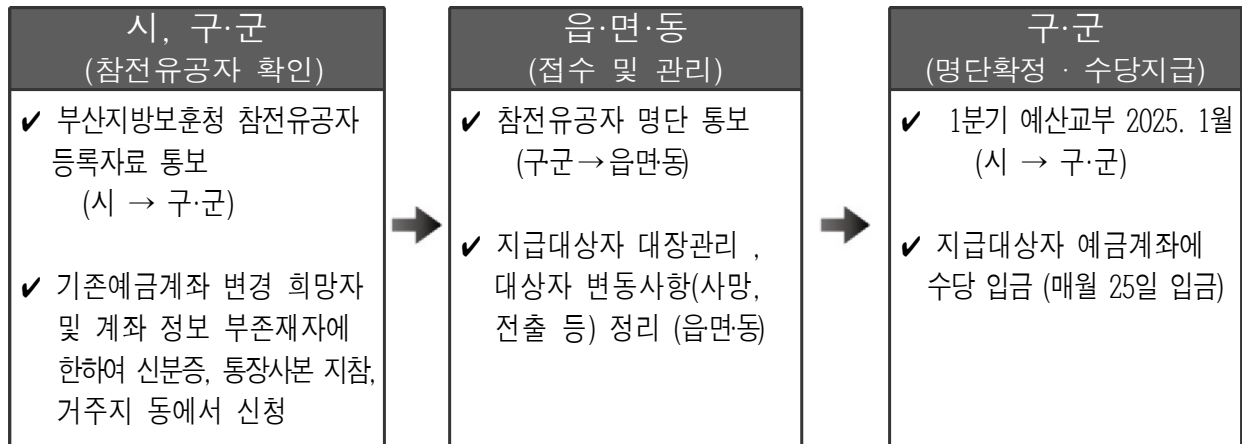 시, 구·군
(참전유공자 확인)
✔ 부산지방보훈청 참전유공자
등록자료 통보
(시 → 구·군)
✔ 기존예금계좌 변경 희망자
및 계좌 정보 부존재자에
한하여 신분증, 통장사본 지참,
거주지 동에서 신청
읍·면·동
(접수 및 관리)
✔ 참전유공자 명단 통보
(구·군→읍·면·동)
✔ 지급대상자 대장관리 ,
대상자 변동사항(사망,
전출 등) 정리 (읍·면·동)
구·군
(명단확정 · 수당지급)
✔ 1분기 예산교부 2025. 1월
(시 → 구·군)
✔ 지급대상자 예금계좌에
수당 입금 (매월 25일 입금)